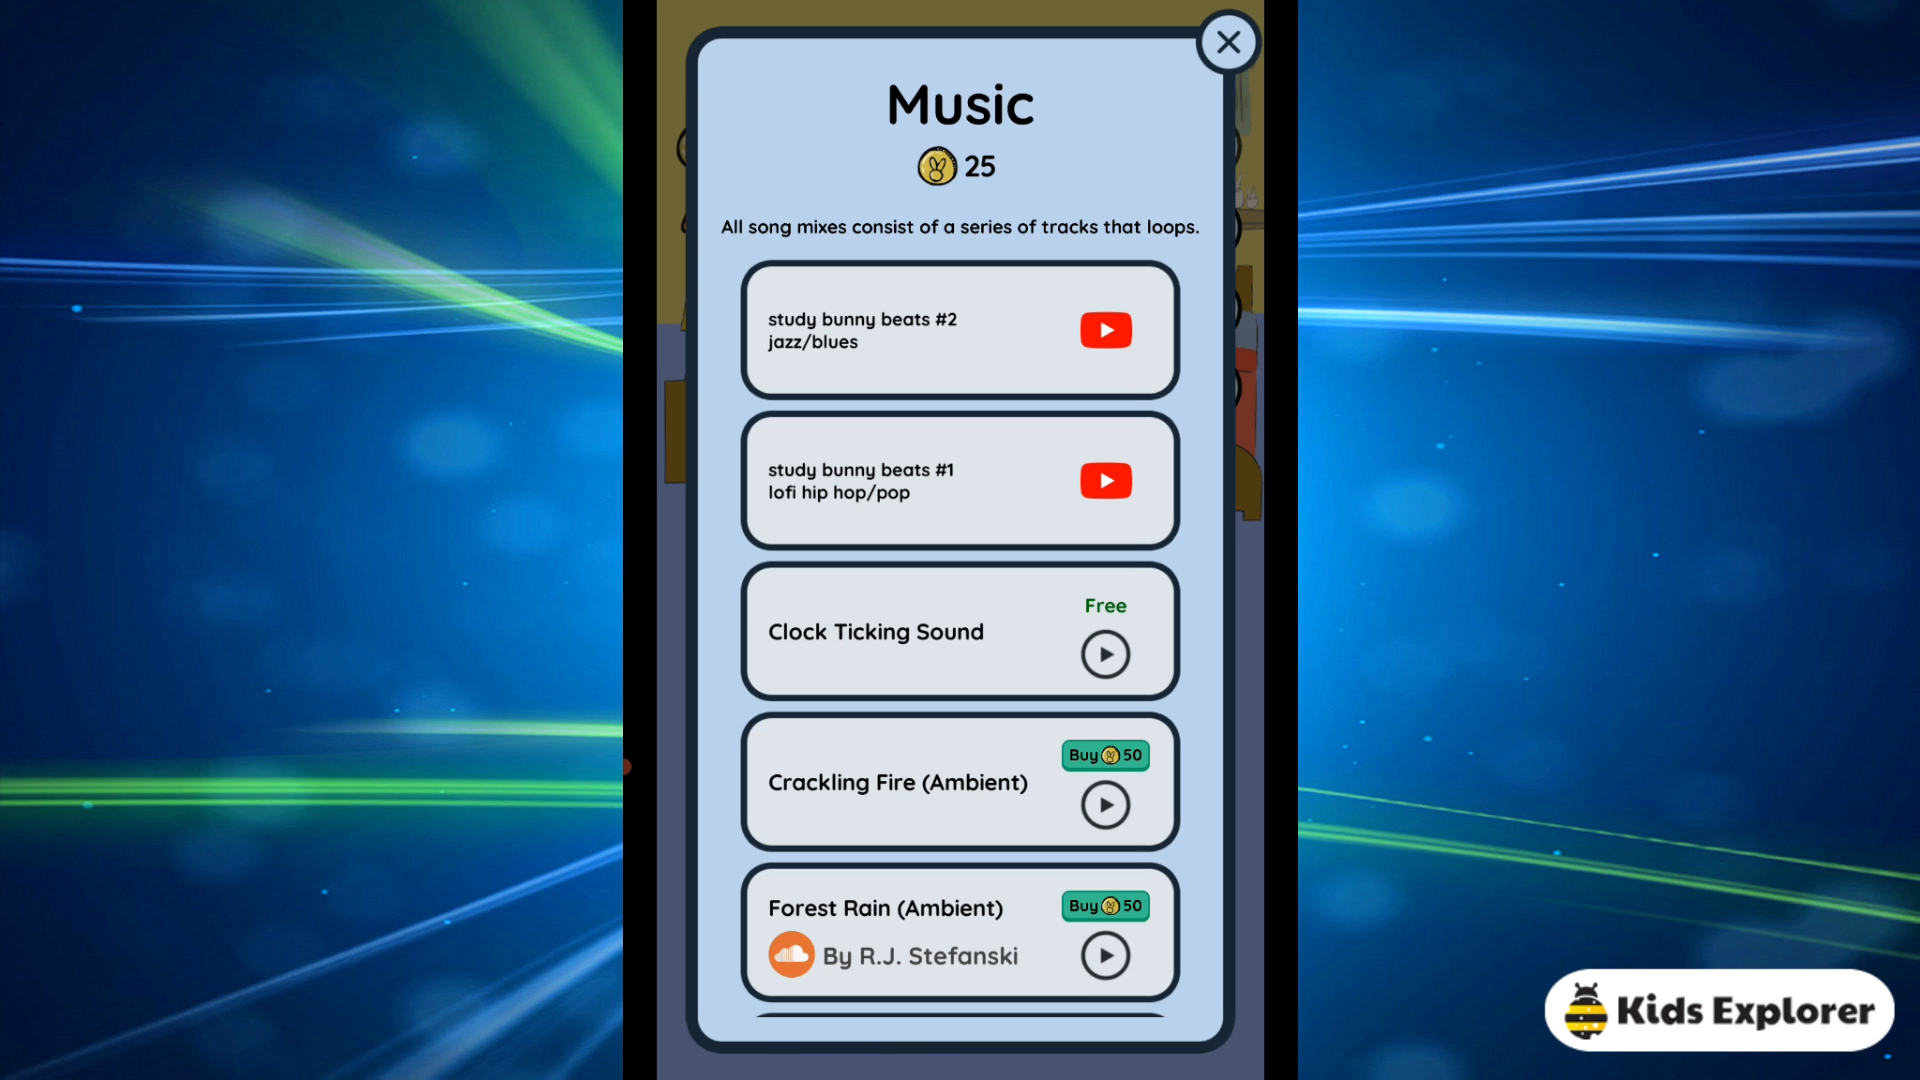 Music
25
All song mixes consist of a series of tracks that loops.
study bunny beats #2
jazz/blues
study bunny beats #1
lofi hip hop/pop
Free
Clock Ticking Sound
Buy 50
Crackling Fire (Ambient)
Forest Rain (Ambient)
Buy 50
By R.J. Stefanski
Kids Explorer